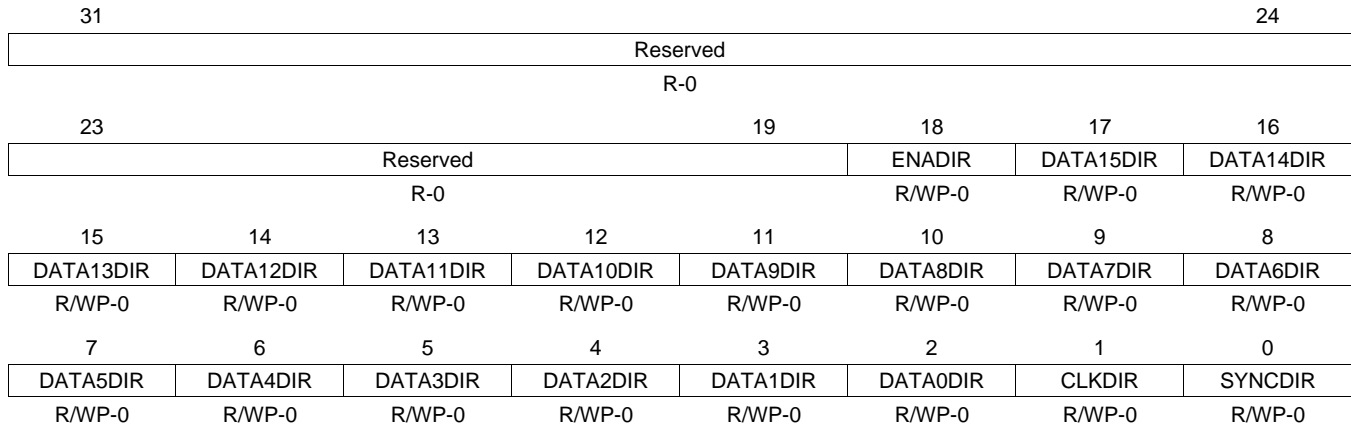 31 24
Reserved
R-0
23 19 18 17 16
Reserved ENADIR DATA15DIR DATA14DIR
R-0 R/WP-0 R/WP-0 R/WP-0
15 14 13 12 11 10 9 8
DATA13DIR DATA12DIR DATA11DIR DATA10DIR DATA9DIR DATA8DIR DATA7DIR DATA6DIR
R/WP-0 R/WP-0 R/WP-0 R/WP-0 R/WP-0 R/WP-0 R/WP-0 R/WP-0
7 6 5 4 3 2 1 0
DATA5DIR DATA4DIR DATA3DIR DATA2DIR DATA1DIR DATA0DIR CLKDIR SYNCDIR
R/WP-0 R/WP-0 R/WP-0 R/WP-0 R/WP-0 R/WP-0 R/WP-0 R/WP-0